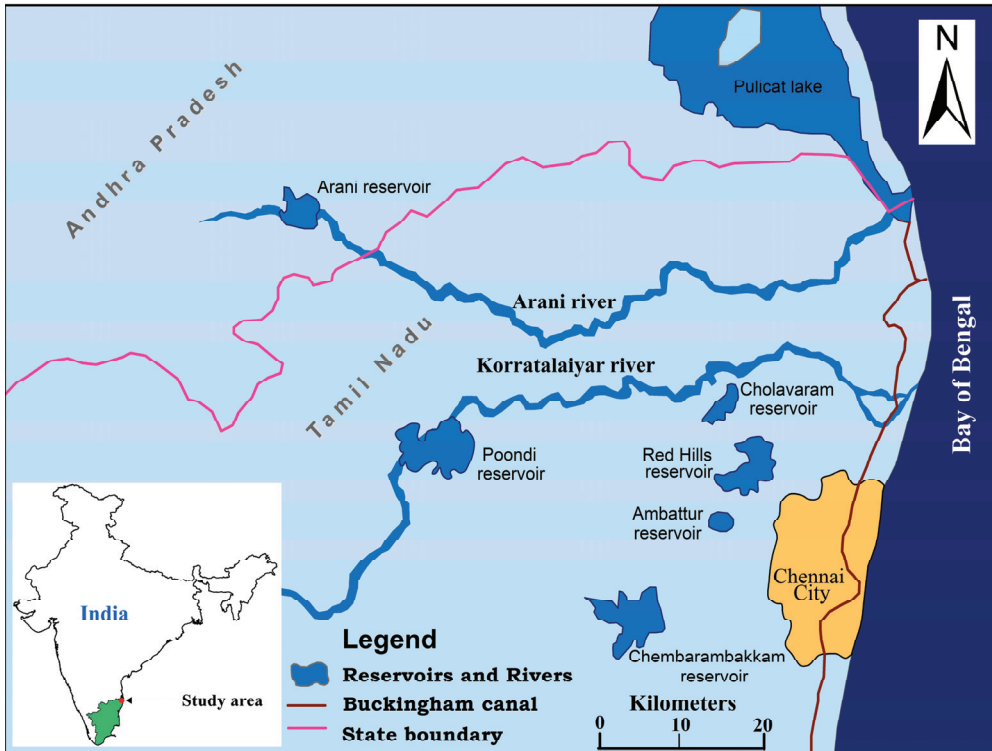 N
Pulicat lake
Andhra Pradesh
Arani reservoir
Arani river
Tamil Nadu
Korratalaiyar river
Bay of Bengal
Cholavaram
reservoir
Poondi
reservoir
Red Hills
reservoir
Ambattur
reservoir
Chennai
City
India
Study area
Chembarambakkam
reservoir
Legend
Reservoirs and Rivers
Buckingham canal
State boundary
Kilometers
0 10 20